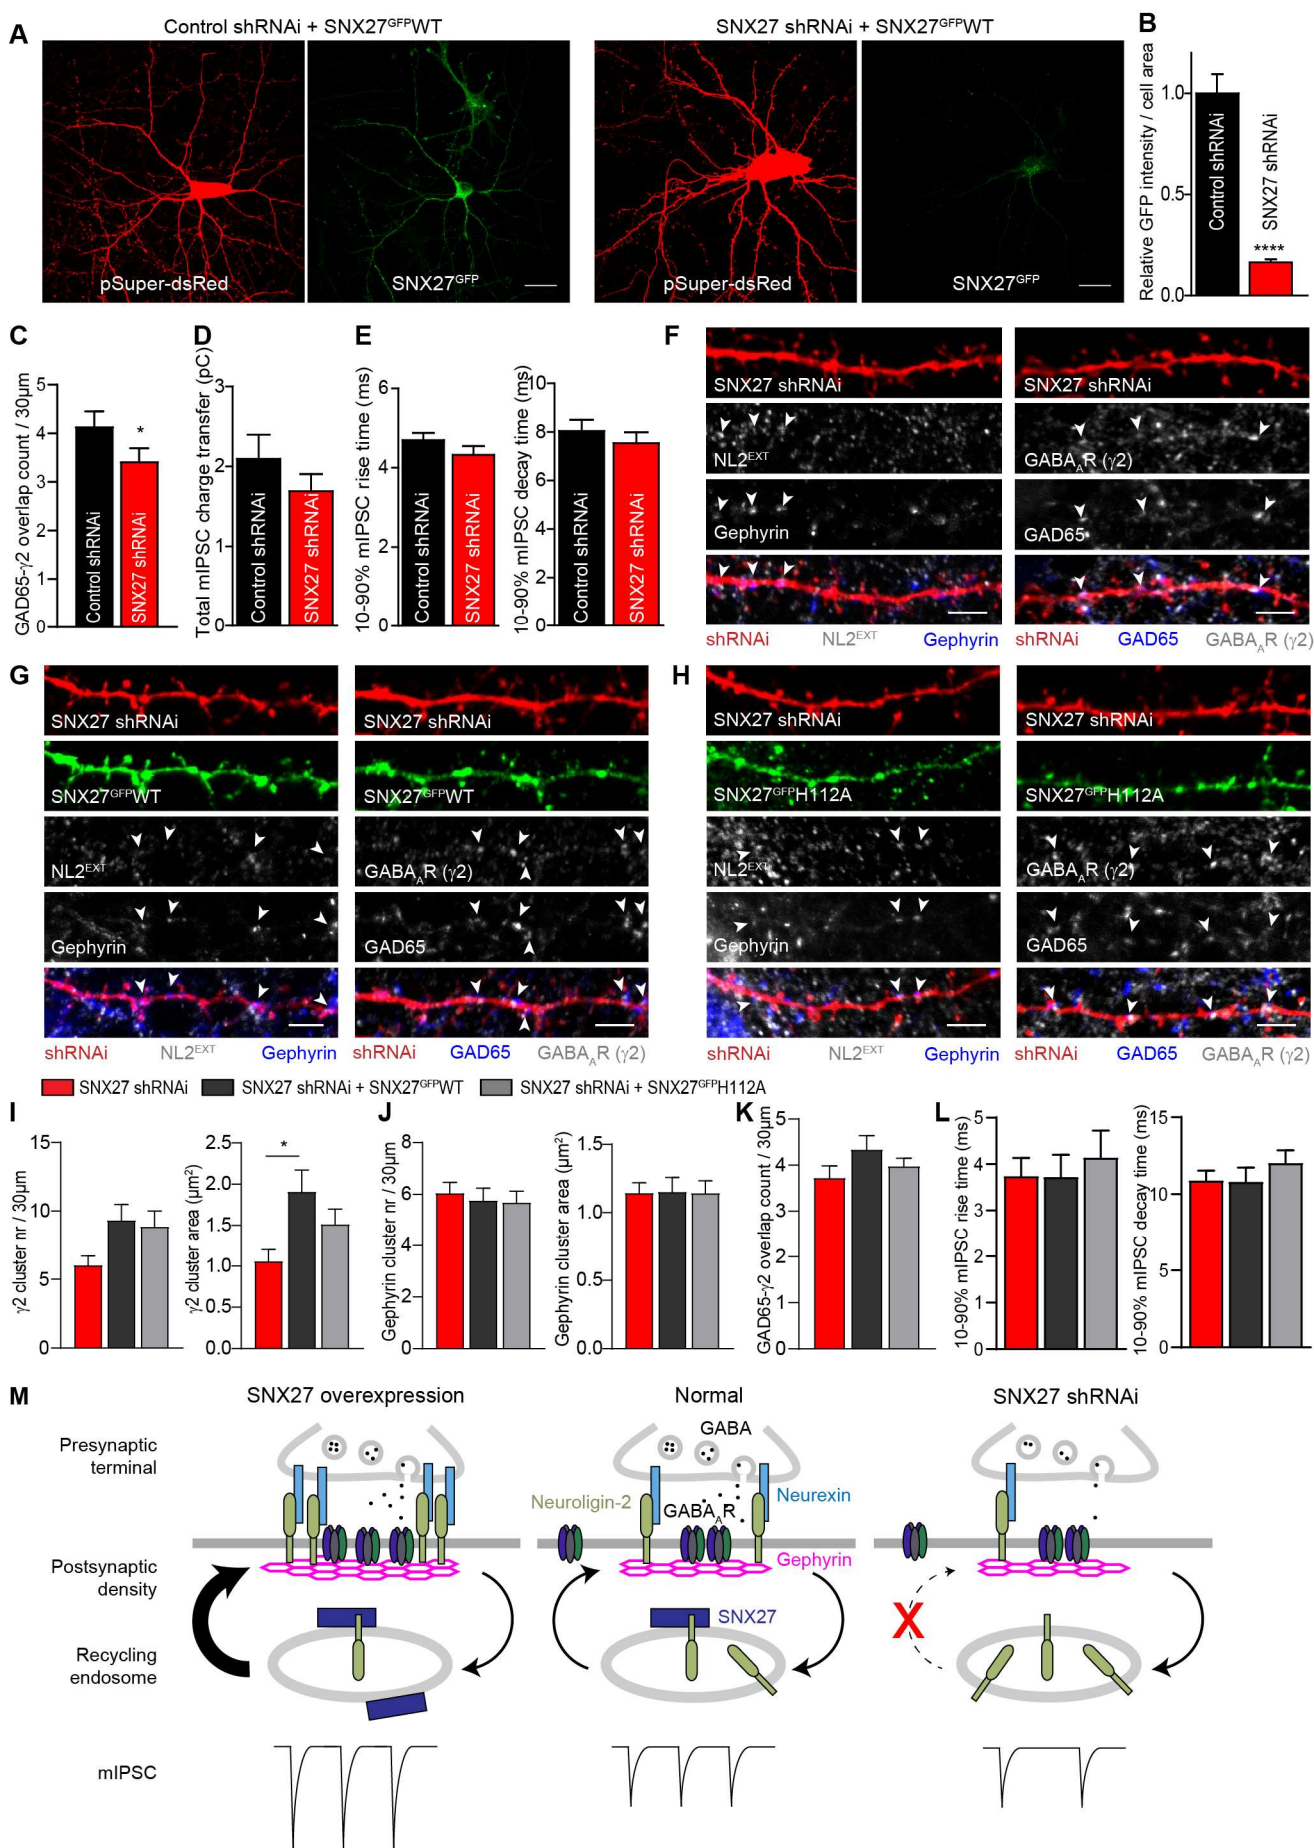 A
Control shRNAi + SNX27GFPWT
SNX27 shRNAi + SNX27GFPWT
pSuper-dsRed
SNX27GFP
pSuper-dsRed
SNX27GFP
B
Relative GFP intensity / cell area
1.0
0.5
0.0
Control shRNAi
SNX27 shRNAi
****
C
GAD65-γ2 overlap count / 30μm
5
4
3
2
1
0
Control shRNAi
SNX27 shRNAi
*
D
Total mIPSC charge transfer (pC)
3
2
1
0
Control shRNAi
SNX27 shRNAi
E
10-90% mIPSC rise time (ms)
6
4
2
0
Control shRNAi
SNX27 shRNAi
10-90% mIPSC decay time (ms)
10
8
6
4
2
0
Control shRNAi
SNX27 shRNAi
F
SNX27 shRNAi
NL2EXT
Gephyrin
shRNAi NL2EXT Gephyrin
SNX27 shRNAi
GABAAR (γ2)
GAD65
shRNAi GAD65 GABAAR (γ2)
G
SNX27 shRNAi
SNX27GFPWT
NL2EXT
Gephyrin
shRNAi NL2EXT Gephyrin
SNX27 shRNAi
SNX27GFPWT
GABAAR (γ2)
GAD65
shRNAi GAD65 GABAAR (γ2)
H
SNX27 shRNAi
SNX27GFPH112A
NL2EXT
Gephyrin
shRNAi NL2EXT Gephyrin
SNX27 shRNAi
SNX27GFPH112A
GABAAR (γ2)
GAD65
shRNAi GAD65 GABAAR (γ2)
SNX27 shRNAi
SNX27 shRNAi + SNX27GFPWT
SNX27 shRNAi + SNX27GFPH112A
I
γ2 cluster nr / 30μm
15
10
5
0
γ2 cluster area (μm²)
2.5
2.0
1.5
1.0
0.5
0.0
*
J
Gephyrin cluster nr / 30μm
8
6
4
2
0
Gephyrin cluster area (μm²)
1.5
1.0
0.5
0.0
K
GAD65-γ2 overlap count / 30μm
5
4
3
2
1
0
L
10-90% mIPSC rise time (ms)
5
4
3
2
1
0
10-90% mIPSC decay time (ms)
15
10
5
0
M
SNX27 overexpression
Normal
SNX27 shRNAi
Presynaptic
terminal
GABA
Neuroligin-2
Neurexin
GABAAR
Postsynaptic
density
Gephyrin
SNX27
X
Recycling
endosome
mIPSC